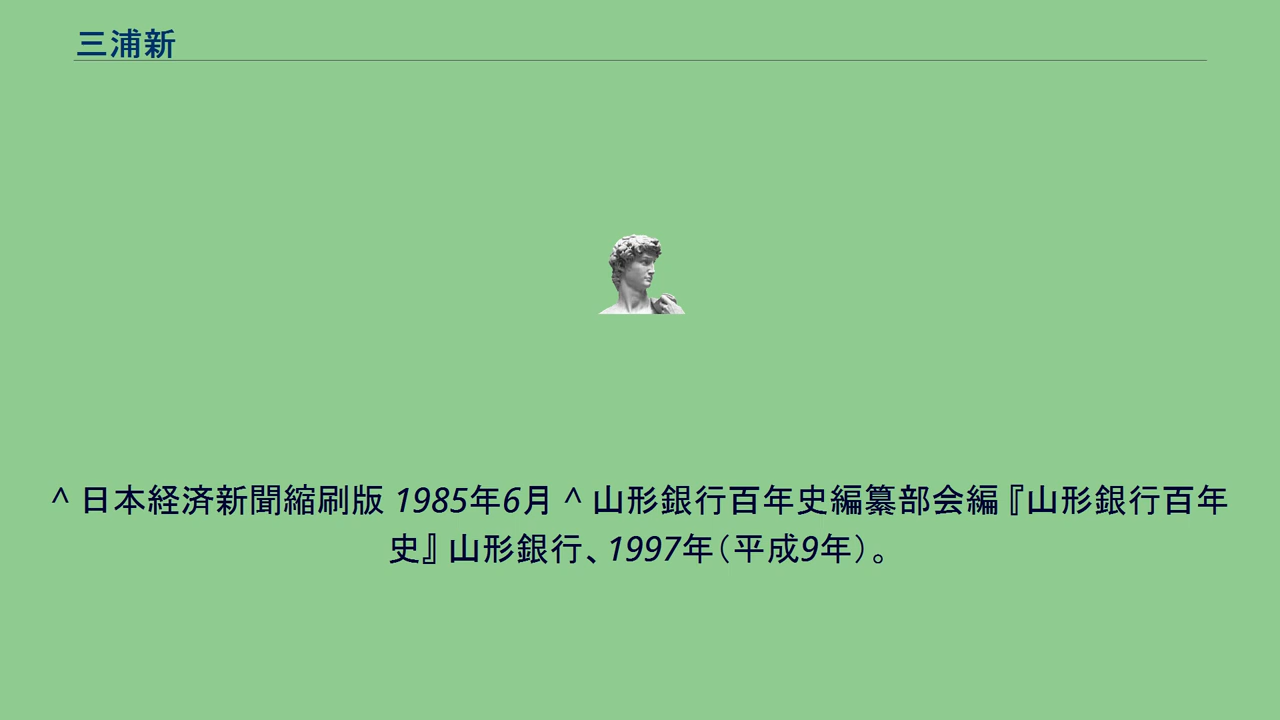 三浦新
^ 日本経済新聞縮刷版 1985年6月 ^ 山形銀行百年史編纂部会編『山形銀行百年
史』山形銀行、1997年（平成9年）。